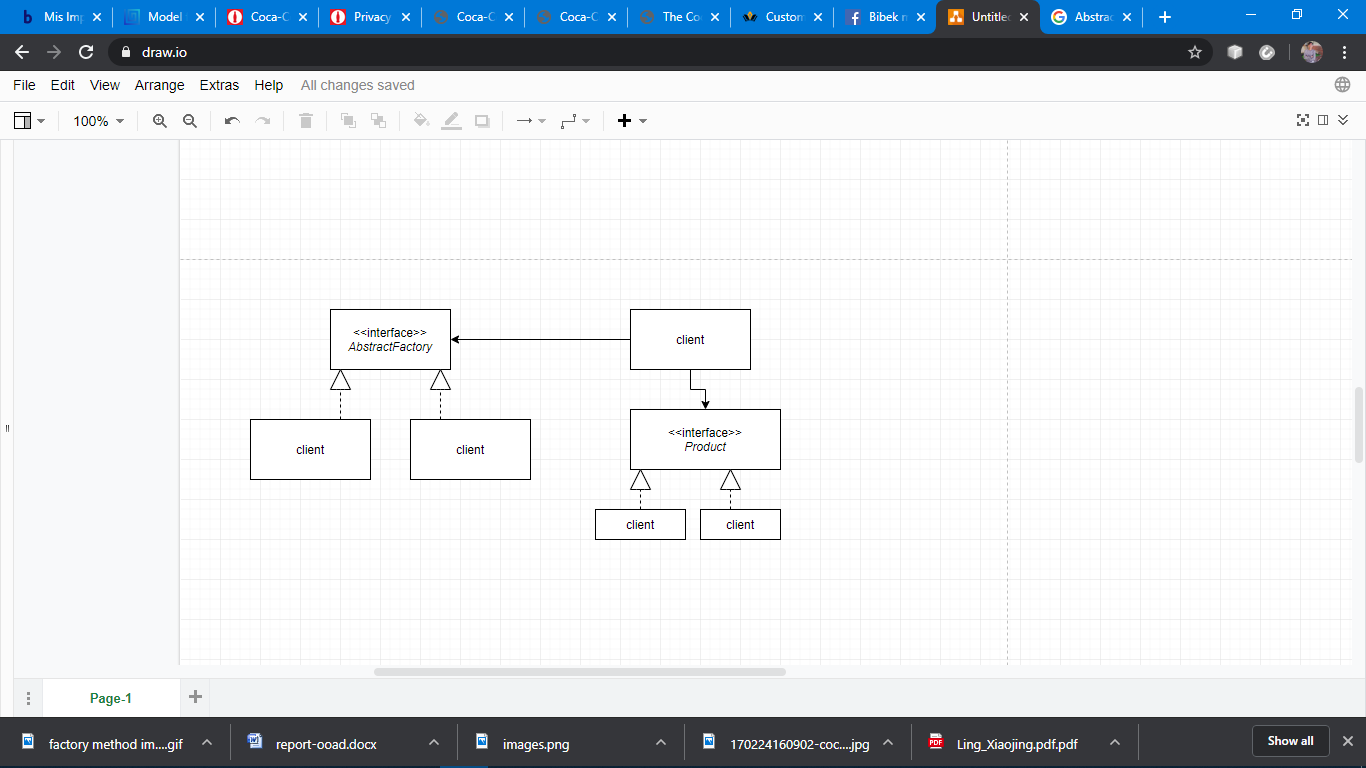 Mis Imp
Model
Coca-C
Privacy
Coca-C
Coca-C
The Co
Custom
Bibek m
Untitled
Abstrac
draw.io
File Edit View Arrange Extras Help All changes saved
100%
<<interface>>
AbstractFactory
client
client
client
<<interface>>
Product
client
client
Page-1
factory method im....gif
report-ooad.docx
images.png
170224160902-coc....jpg
PDF
Ling_Xiaojing.pdf.pdf
Show all